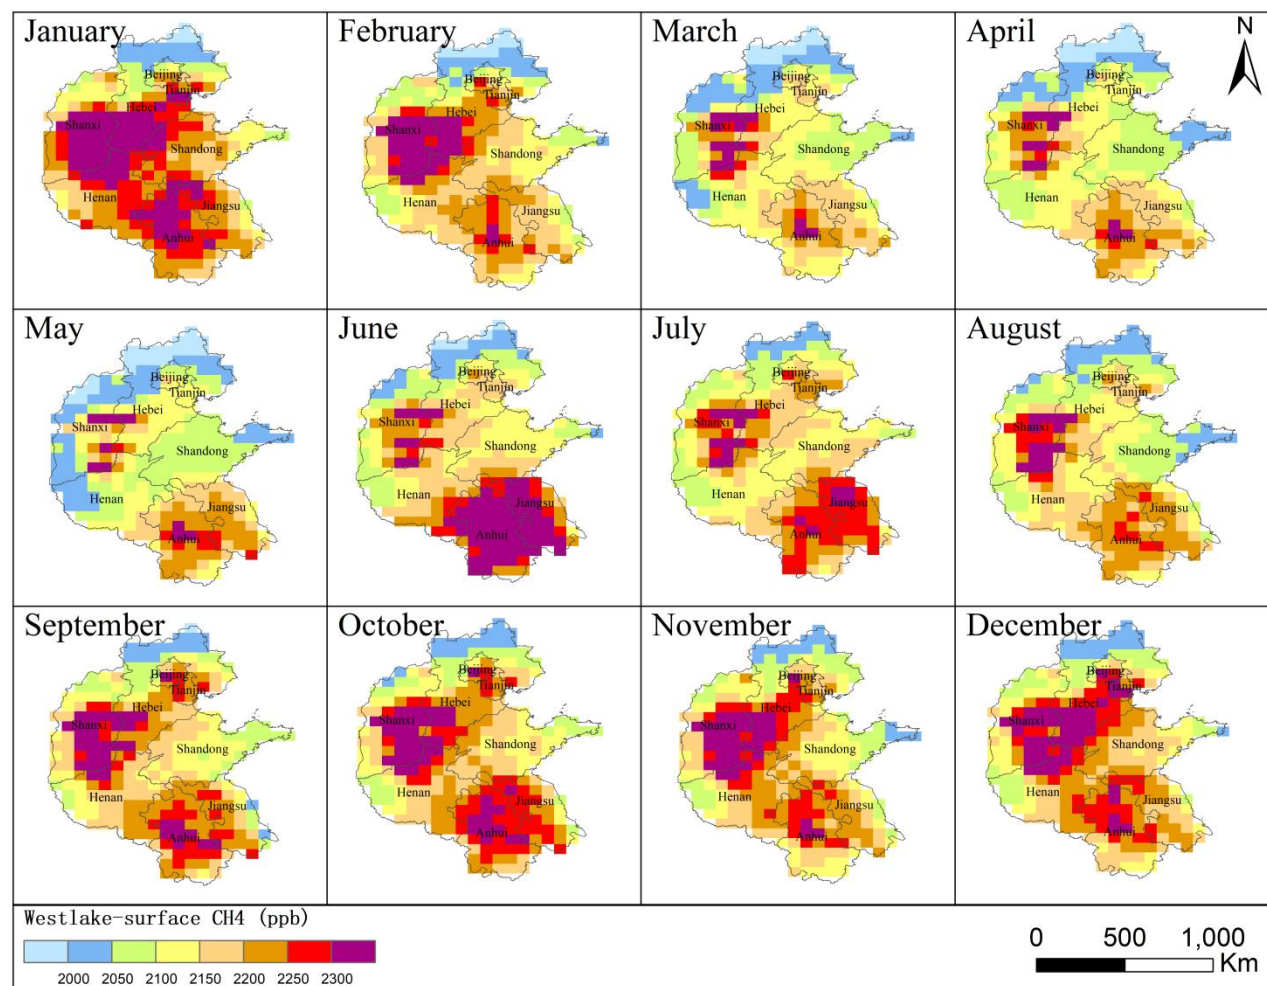 January
Beijing
Tianjin
Hebei
Shanxi
Shandong
Henan
Jiangsu
Anhui
February
Beijing
Tianjin
Hebei
Shanxi
Shandong
Henan
Jiangsu
Anhui
March
Beijing
Tianjin
Hebei
Shanxi
Shandong
Henan
Jiangsu
Anhui
April
N
Beijing
Tianjin
Hebei
Shanxi
Shandong
Henan
Jiangsu
Anhui
May
Beijing
Tianjin
Hebei
Shanxi
Shandong
Henan
Jiangsu
Anhui
June
Beijing
Tianjin
Hebei
Shanxi
Shandong
Henan
Jiangsu
Anhui
July
Beijing
Tianjin
Hebei
Shanxi
Shandong
Henan
Jiangsu
Anhui
August
Beijing
Tianjin
Hebei
Shanxi
Shandong
Henan
Jiangsu
Anhui
September
Beijing
Tianjin
Hebei
Shanxi
Shandong
Henan
Jiangsu
Anhui
October
Beijing
Tianjin
Hebei
Shanxi
Shandong
Henan
Jiangsu
Anhui
November
Beijing
Tianjin
Hebei
Shanxi
Shandong
Henan
Jiangsu
Anhui
December
Beijing
Tianjin
Hebei
Shanxi
Shandong
Henan
Jiangsu
Anhui
Westlake-surface CH4 (ppb)
2000 2050 2100 2150 2200 2250 2300
0 500 1,000
Km